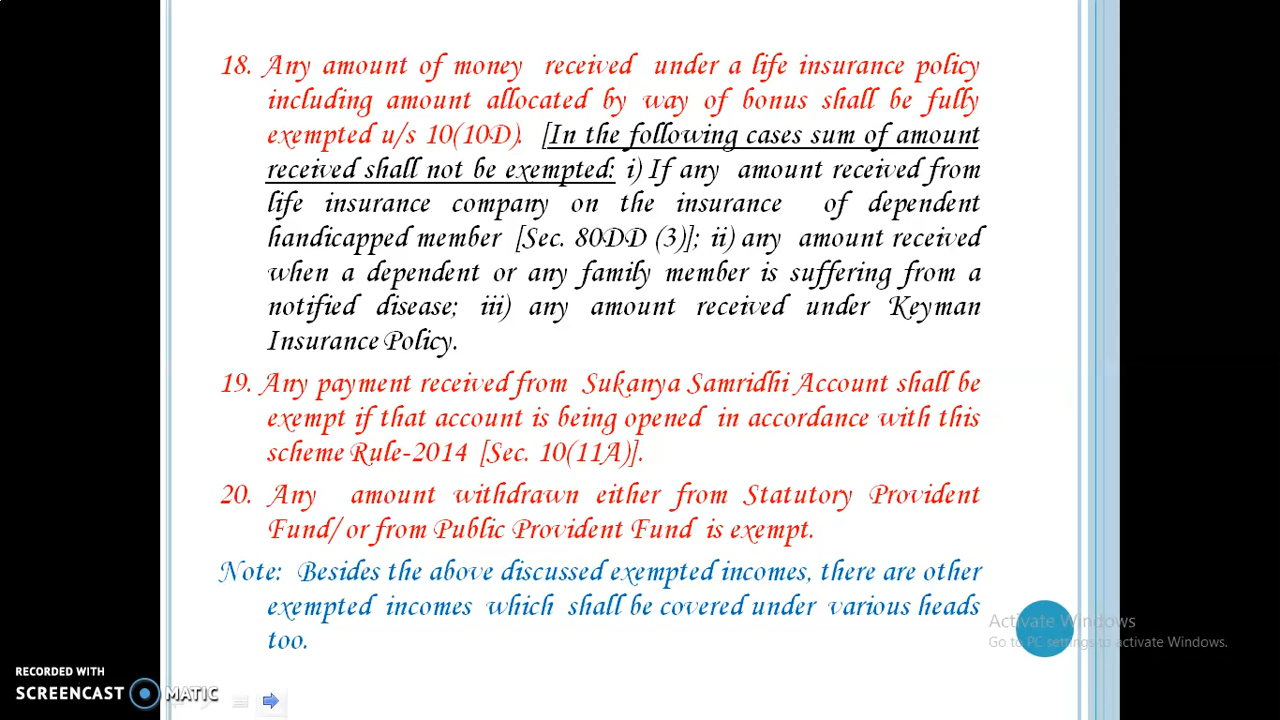 18. Any amount of money received under a life insurance policy
including amount allocated by way of bonus shall be fully
exempted u/s 10(10D). [In the following cases sum of amount
received shall not be exempted: i) If any amount received from
life insurance company on the insurance of dependent
handicapped member [Sec. 80DD (3)]; ii) any amount received
when a dependent or any family member is suffering from a
notified disease; iii) any amount received under Keyman
Insurance Policy.
19. Any payment received from Sukanya Samridhi Account shall be
exempt if that account is being opened in accordance with this
scheme Rule-2014 [Sec. 10(11A)].
20. Any amount withdrawn either from Statutory Provident
Fund/ or from Public Provident Fund is exempt.
Note: Besides the above discussed exempted incomes, there are other
exempted incomes which shall be covered under various heads
too.
Activate Windows
Go to PC settings to activate Windows.
RECORDED WITH
SCREENCAST MATIC